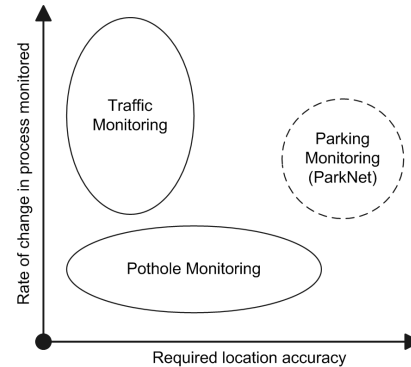 Rate of change in process monitored
Traffic
Monitoring
Parking
Monitoring
(ParkNet)
Pothole Monitoring
Required location accuracy